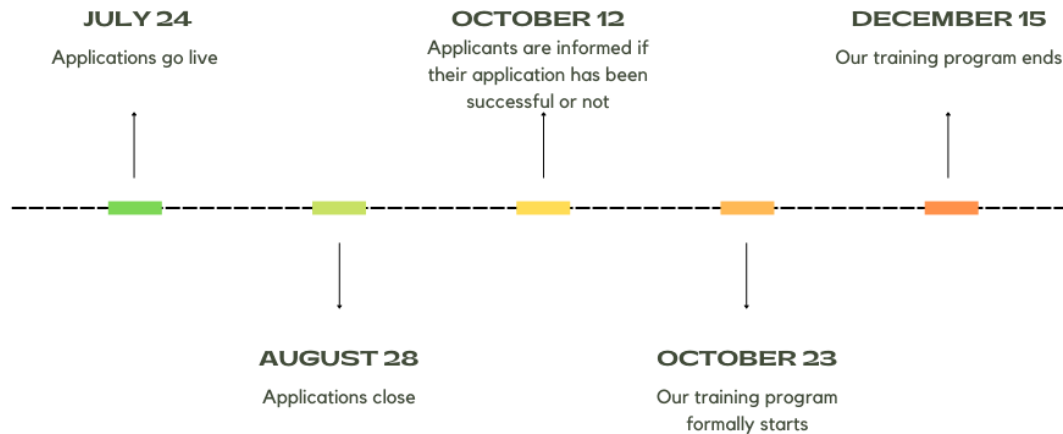 JULY 24
Applications go live
OCTOBER 12
Applicants are informed if
their application has been
successful or not
DECEMBER 15
Our training program ends
AUGUST 28
Applications close
OCTOBER 23
Our training program
formally starts